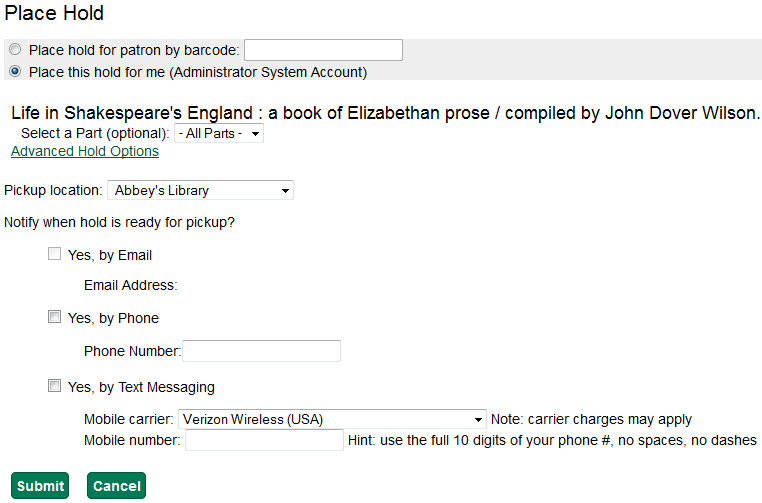 Place Hold
Place hold for patron by barcode:
Place this hold for me (Administrator System Account)
Life in Shakespeare's England : a book of Elizabethan prose / compiled by John Dover Wilson.
Select a Part (optional): - All Parts -
Advanced Hold Options
Pickup location: Abbey's Library
Notify when hold is ready for pickup?
Yes, by Email
Email Address:
Yes, by Phone
Phone Number:
Yes, by Text Messaging
Mobile carrier: Verizon Wireless (USA) Note: carrier charges may apply
Mobile number: Hint: use the full 10 digits of your phone #, no spaces, no dashes
Submit Cancel